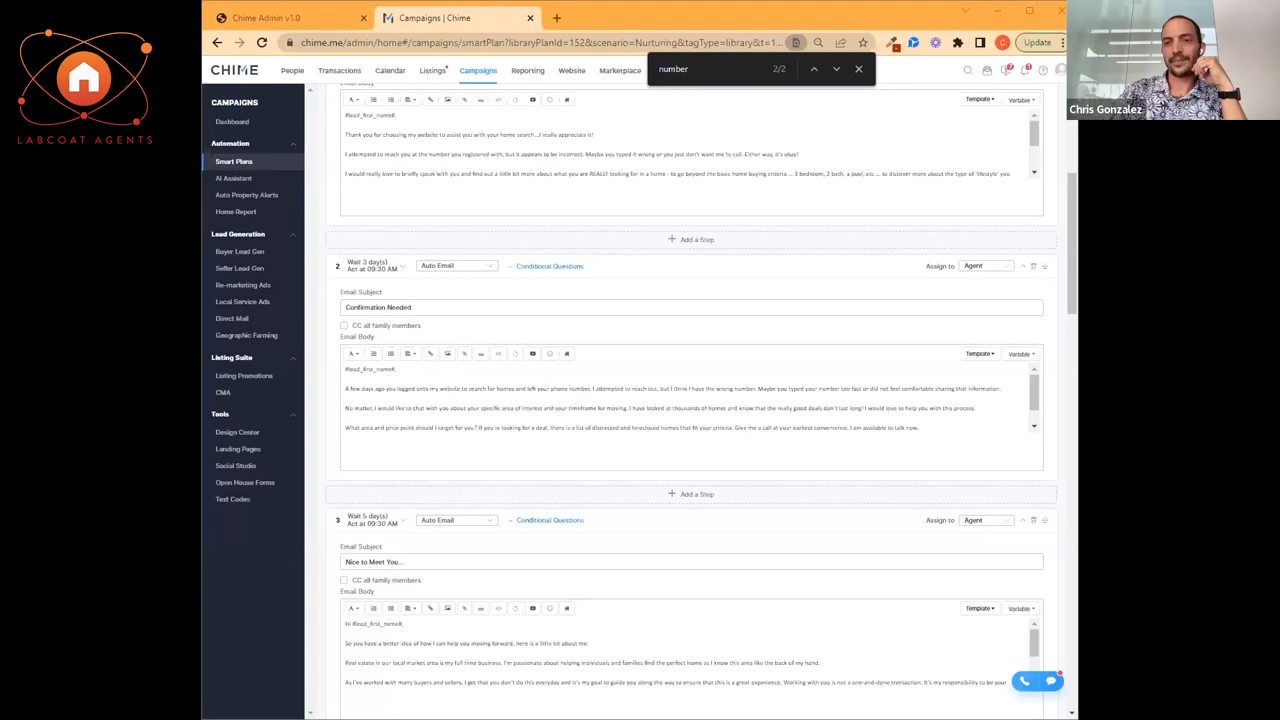 Chime Admin v1.0
Campaigns | Chime
chime.me/admin/home#/campaigns/smartPlan?libraryPlanId=152&scenario=Nurturing&tagType=library&t=1...
Update
number
2/2
CHIME
People
Transactions
Calendar
Listings
Campaigns
Reporting
Website
Marketplace
Chris Gonzalez
LABCOAT AGENTS
CAMPAIGNS
Dashboard
Automation
Smart Plans
AI Assistant
Auto Property Alerts
Home Report
Lead Generation
Buyer Lead Gen
Seller Lead Gen
Re-marketing Ads
Local Service Ads
Direct Mail
Geographic Farming
Listing Suite
Listing Promotions
CMA
Tools
Design Center
Landing Pages
Social Studio
Open House Forms
Text Codes
Email Body
Template
Variable
#lead_first_name#,
Thank you for choosing my website to assist you with your home search...I really appreciate it!
I attempted to reach you at the number you registered with, but it appears to be incorrect. Maybe you typed it wrong or you just don't want me to call. Either way, it's okay!
I would really love to briefly speak with you and find out a little bit more about what you are REALLY looking for in a home - to go beyond the basic home buying criteria ... 3 bedroom, 2 bath, a pool, etc ... to discover more about the type of 'lifestyle' you
+ Add a Step
2
Wait 3 day(s)
Act at 09:30 AM
Auto Email
Conditional Questions
Assign to
Agent
Email Subject
Confirmation Needed
CC all family members
Email Body
Template
Variable
#lead_first_name#,
A few days ago you logged onto my website to search for homes and left your phone number. I attempted to reach out, but I think I have the wrong number. Maybe you typed your number too fast or did not feel comfortable sharing that information.
No matter, I would like to chat with you about your specific area of interest and your timeframe for moving. I have looked at thousands of homes and know that the really good deals don't last long! I would love so help you with this process.
What area and price point should I target for you? If you're looking for a deal, there is a list of distressed and foreclosed homes that fit your criteria. Give me a call at your earliest convenience. I am available to talk now.
+ Add a Step
3
Wait 5 day(s)
Act at 09:30 AM
Auto Email
Conditional Questions
Assign to
Agent
Email Subject
Nice to Meet You...
CC all family members
Email Body
Template
Variable
Hi #lead_first_name#,
So you have a better idea of how I can help you moving forward, here is a little bit about me:
Real estate in our local market area is my full time business. I'm passionate about helping individuals and families find the perfect home as I know this area like the back of my hand.
As I've worked with many buyers and sellers, I get that you don't do this everyday and it's my goal to guide you along the way to ensure that this is a great experience. Working with you is not a one-and-done transaction. It's my responsibility to be your